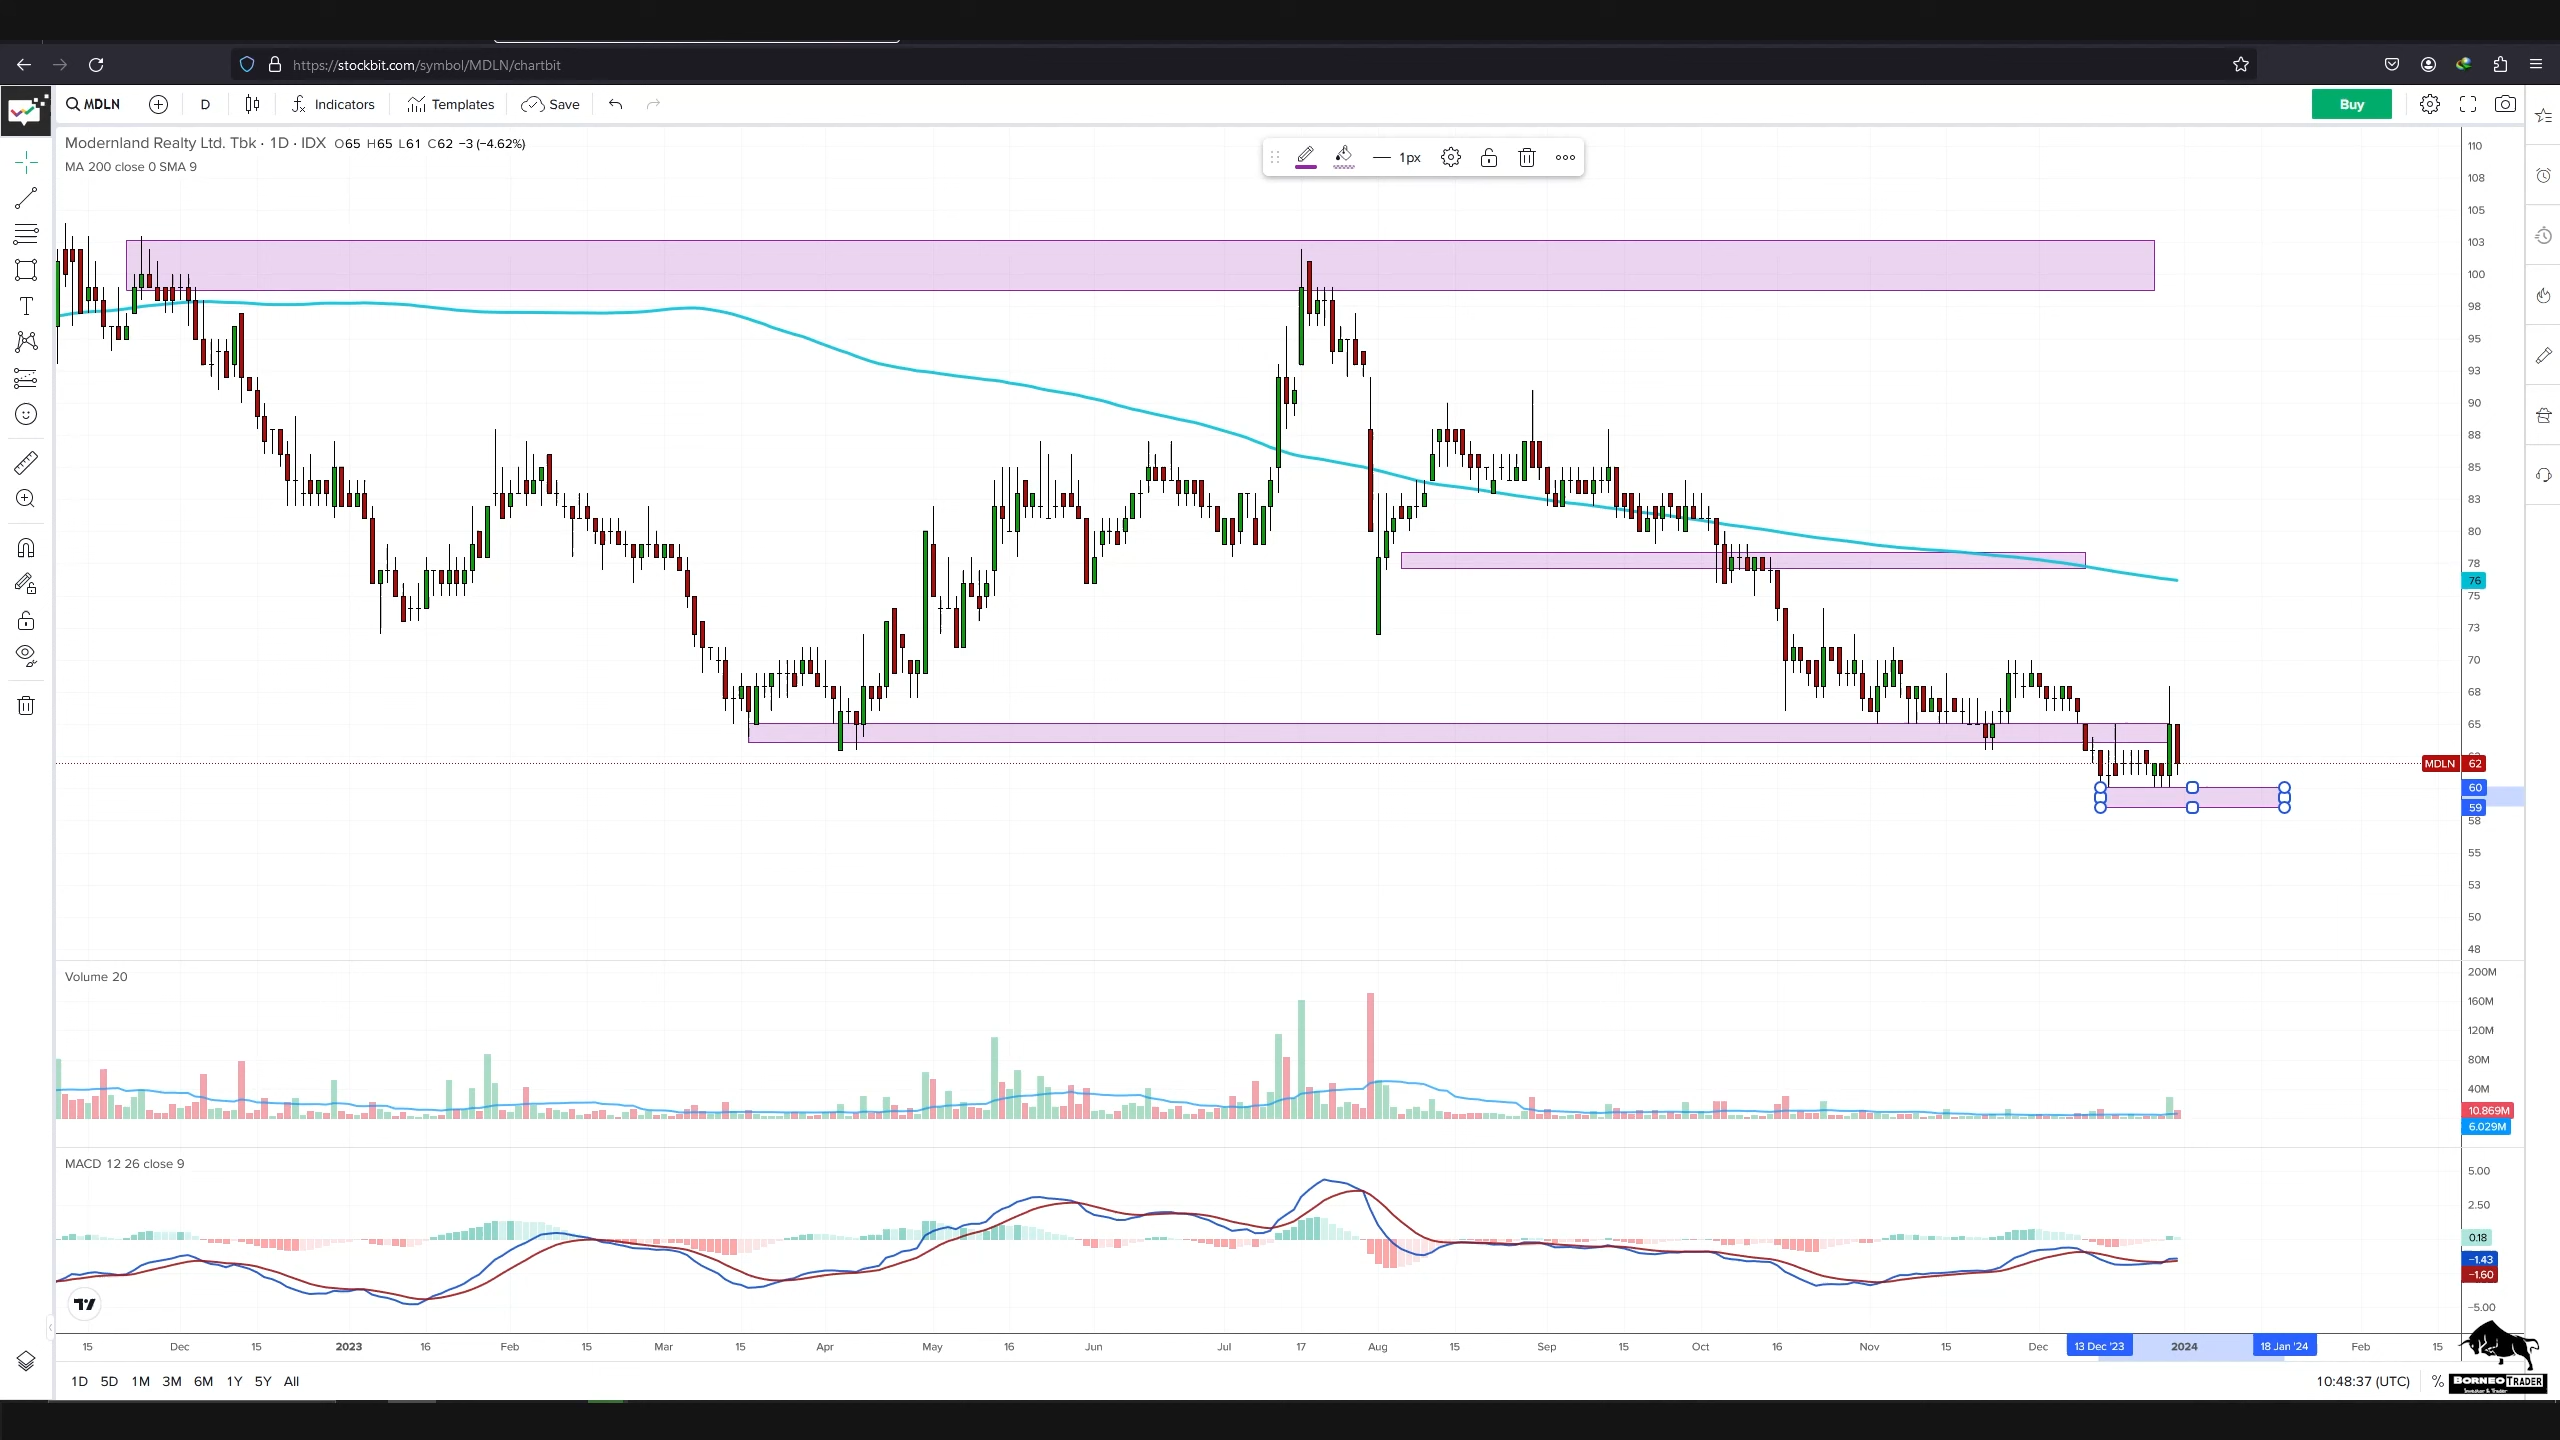 https://stockbit.com/symbol/MDLN/chartbit
MDLN D Indicators Templates Save Buy
Modernland Realty Ltd. Tbk · 1D · IDX O65 H65 L61 C62 −3 (−4.62%)
MA 200 close 0 SMA 9
1px
110
108
105
103
100
98
95
93
90
88
85
83
80
78
76
75
73
70
68
65
MDLN 62
60
59
58
55
53
50
48
Volume 20
200M
160M
120M
80M
40M
10.869M
6.029M
MACD 12 26 close 9
5.00
2.50
0.18
−1.43
−1.60
−5.00
15 Dec 15 2023 16 Feb 15 Mar 15 Apr May 16 Jun Jul 17 Aug 15 Sep 15 Oct 16 Nov 15 Dec 13 Dec '23 2024 18 Jan '24 Feb 15
1D 5D 1M 3M 6M 1Y 5Y All 10:48:37 (UTC) %
BORNEO TRADER
Investor & Trader